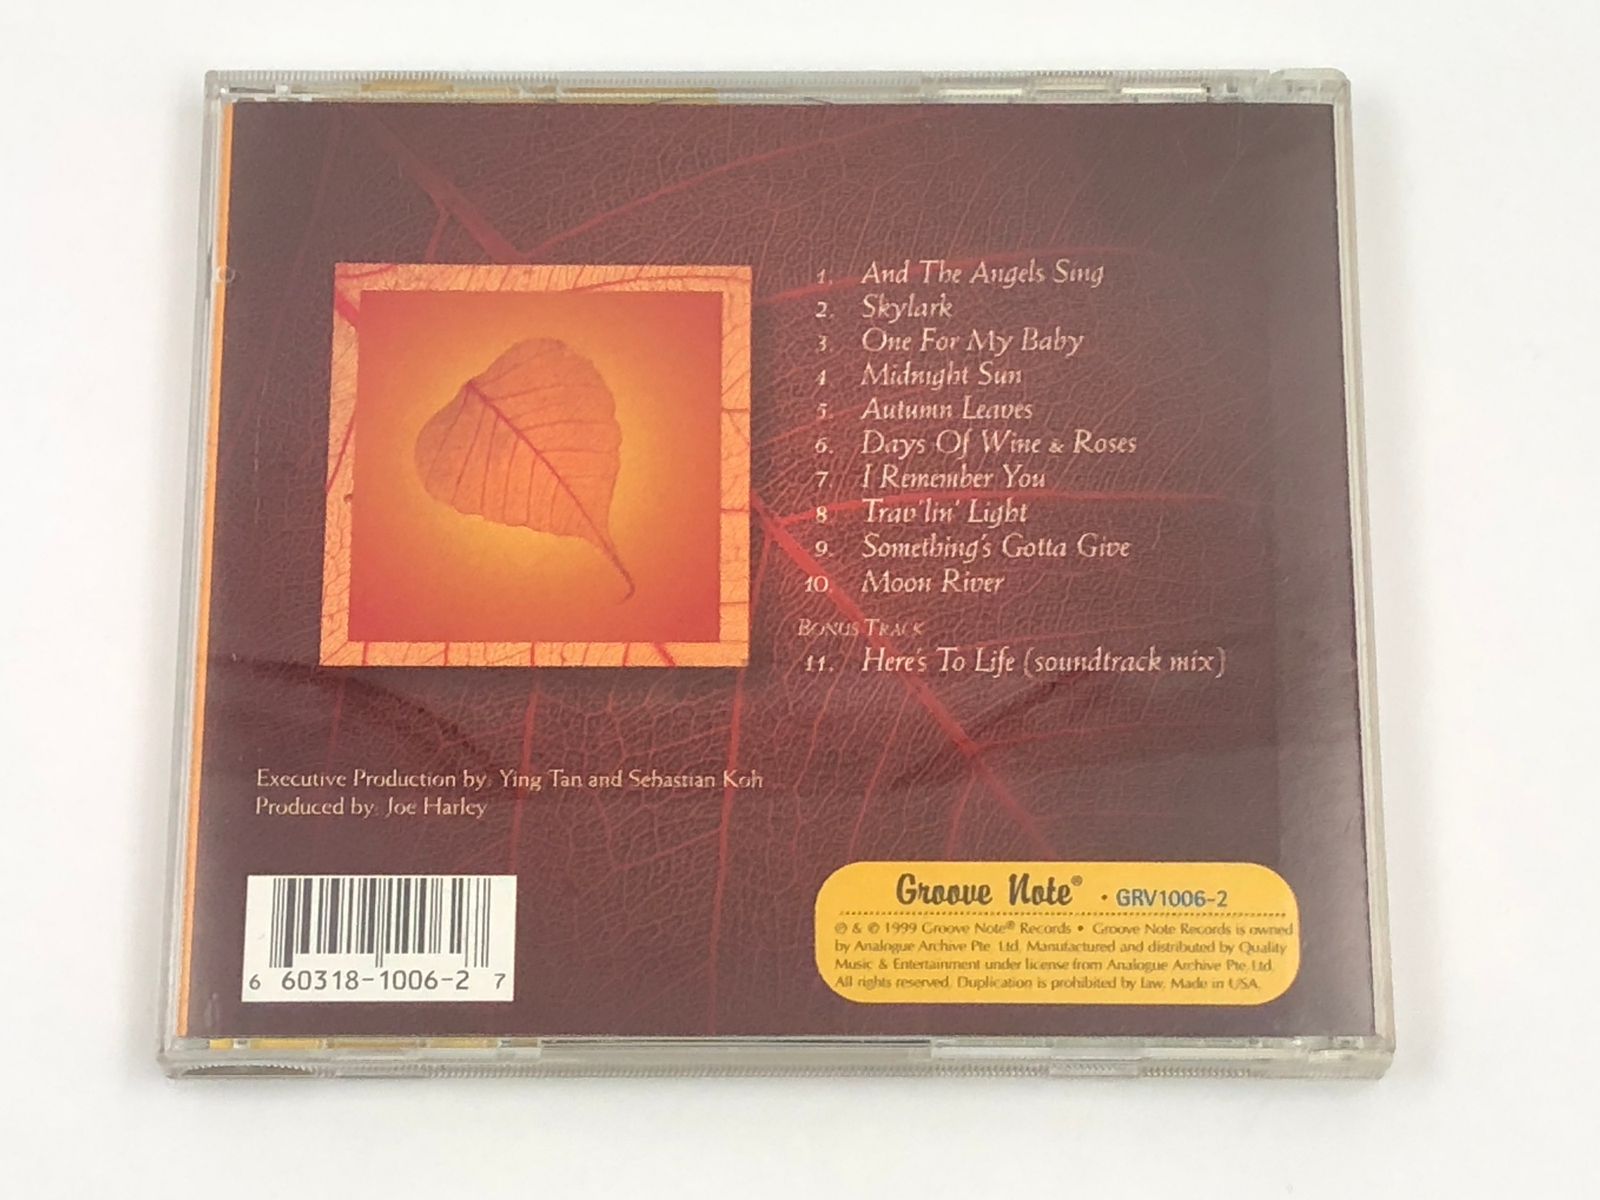 1. And The Angels Sing
2. Skylark
3. One For My Baby
4 Midnight Sun
5. Autumn Leaves
6. Days Of Wine & Roses
7. I Remember You
8 Trav'lin' Light
9. Something's Gotta Give
10. Moon River
BONUS TRACK
11. Here's To Life (soundtrack mix)
Executive Production by: Ying Tan and Sebastian Koh
Produced by: Joe Harley
6 60318-1006-2 7
Groove Note® · GRV1006-2
℗ & © 1999 Groove Note® Records • Groove Note Records is owned
by Analogue Archive Pte. Ltd. Manufactured and distributed by Quality
Music & Entertainment under license from Analogue Archive Pte, Ltd.
All rights reserved. Duplication is prohibited by law. Made in USA.